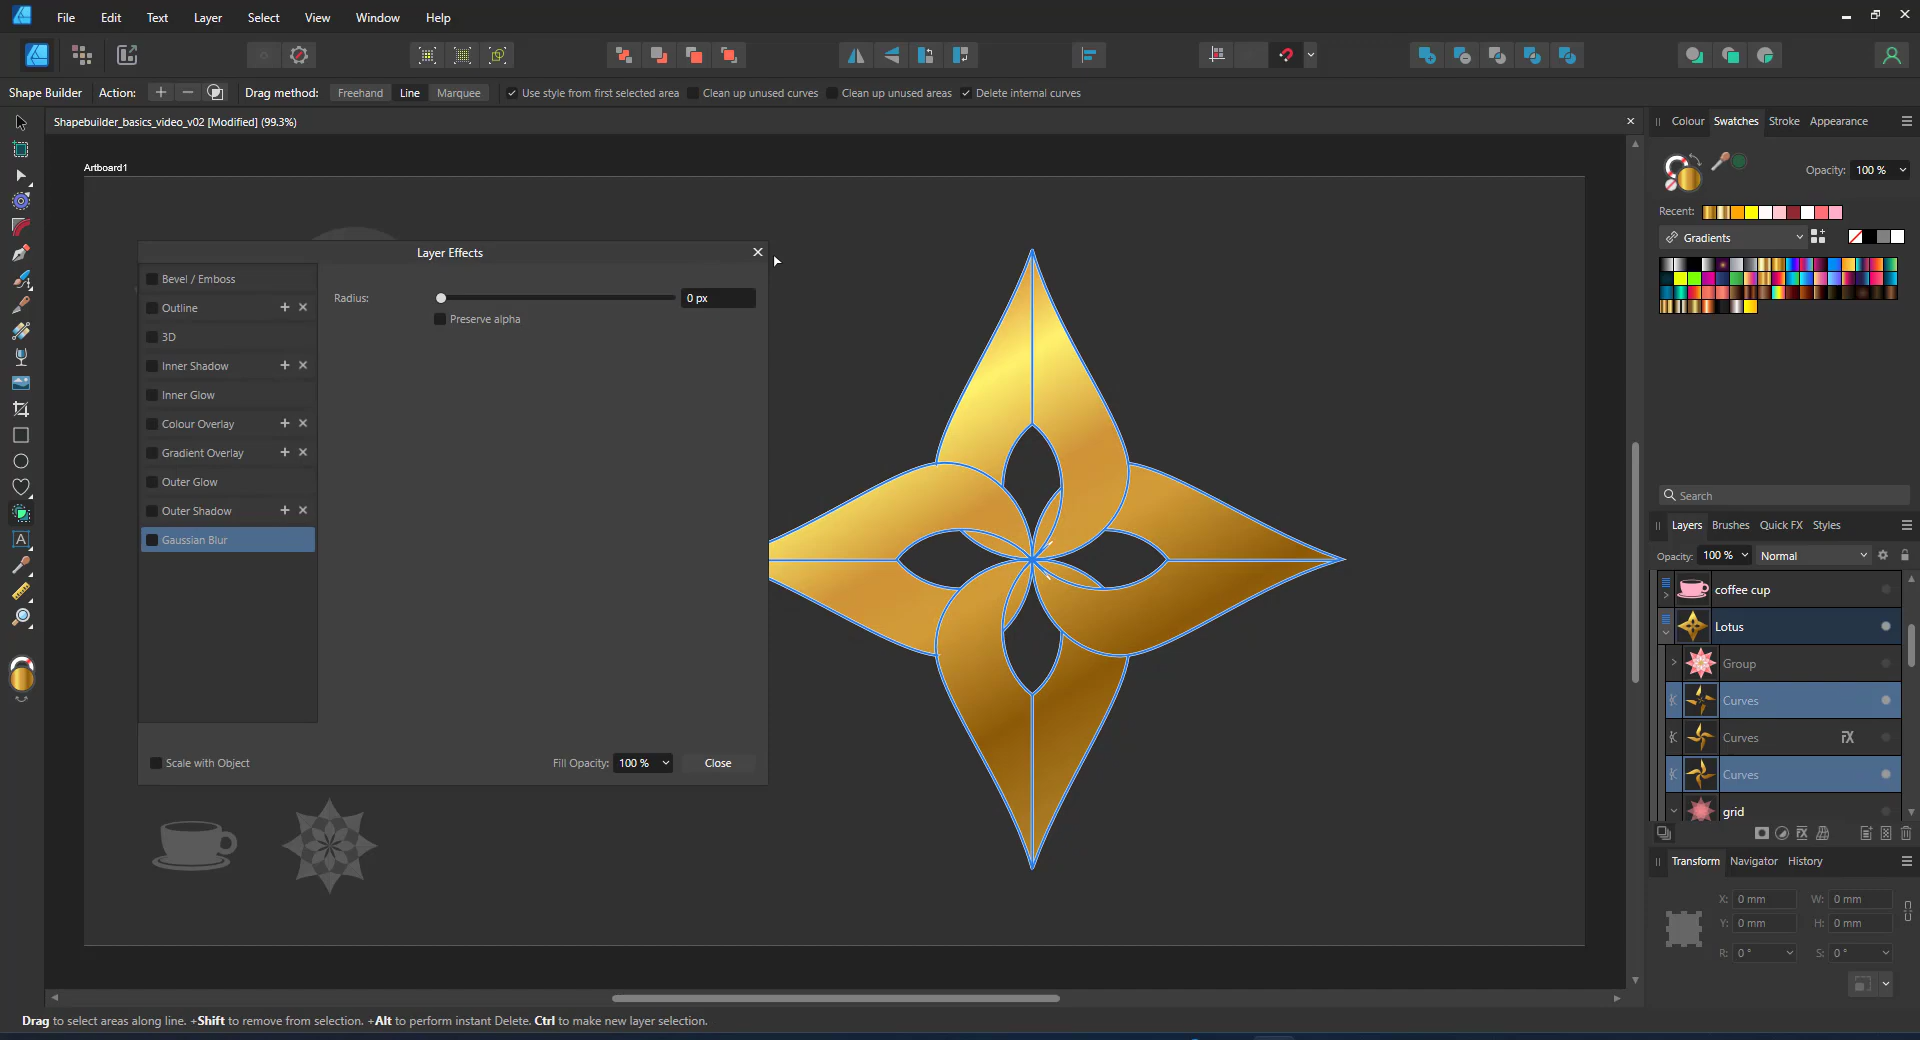 File Edit Text Layer Select View Window Help
Shape Builder Action: Drag method: Freehand Line Marquee Use style from first selected area Clean up unused curves Clean up unused areas Delete internal curves
Shapebuilder_basics_video_v02 [Modified] (99.3%)
Artboard1
Layer Effects
Bevel / Emboss
Outline
3D
Inner Shadow
Inner Glow
Colour Overlay
Gradient Overlay
Outer Glow
Outer Shadow
Gaussian Blur
Radius: 0 px
Preserve alpha
Scale with Object
Fill Opacity: 100 % Close
Colour Swatches Stroke Appearance
Opacity: 100 %
Recent:
Gradients
Search
Layers Brushes Quick FX Styles
Opacity: 100 % Normal
coffee cup
Lotus
Group
Curves
Curves
Curves
grid
Transform Navigator History
X: 0 mm W: 0 mm
Y: 0 mm H: 0 mm
R: 0 ° S: 0 °
Drag to select areas along line. +Shift to remove from selection. +Alt to perform instant Delete. Ctrl to make new layer selection.